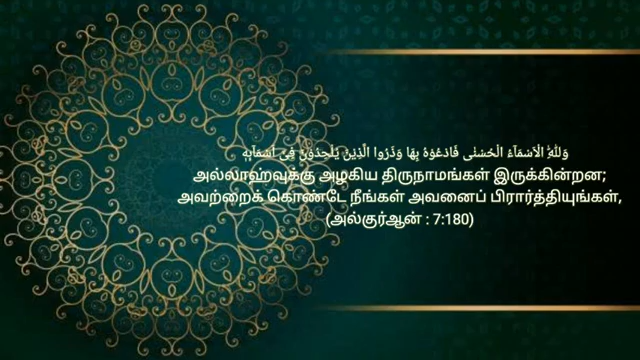 وَلِلّٰهِ الْاَسْمَآءُ الْحُسْنٰى فَادْعُوْهُ بِهَا وَذَرُوا الَّذِيْنَ يُلْحِدُوْنَ فِىْۤ اَسْمَآٮِٕهٖ
அல்லாஹ்வுக்கு அழகிய திருநாமங்கள் இருக்கின்றன;
அவற்றைக் கொண்டே நீங்கள் அவனைப் பிரார்த்தியுங்கள்,
(அல்குர்ஆன் : 7:180)